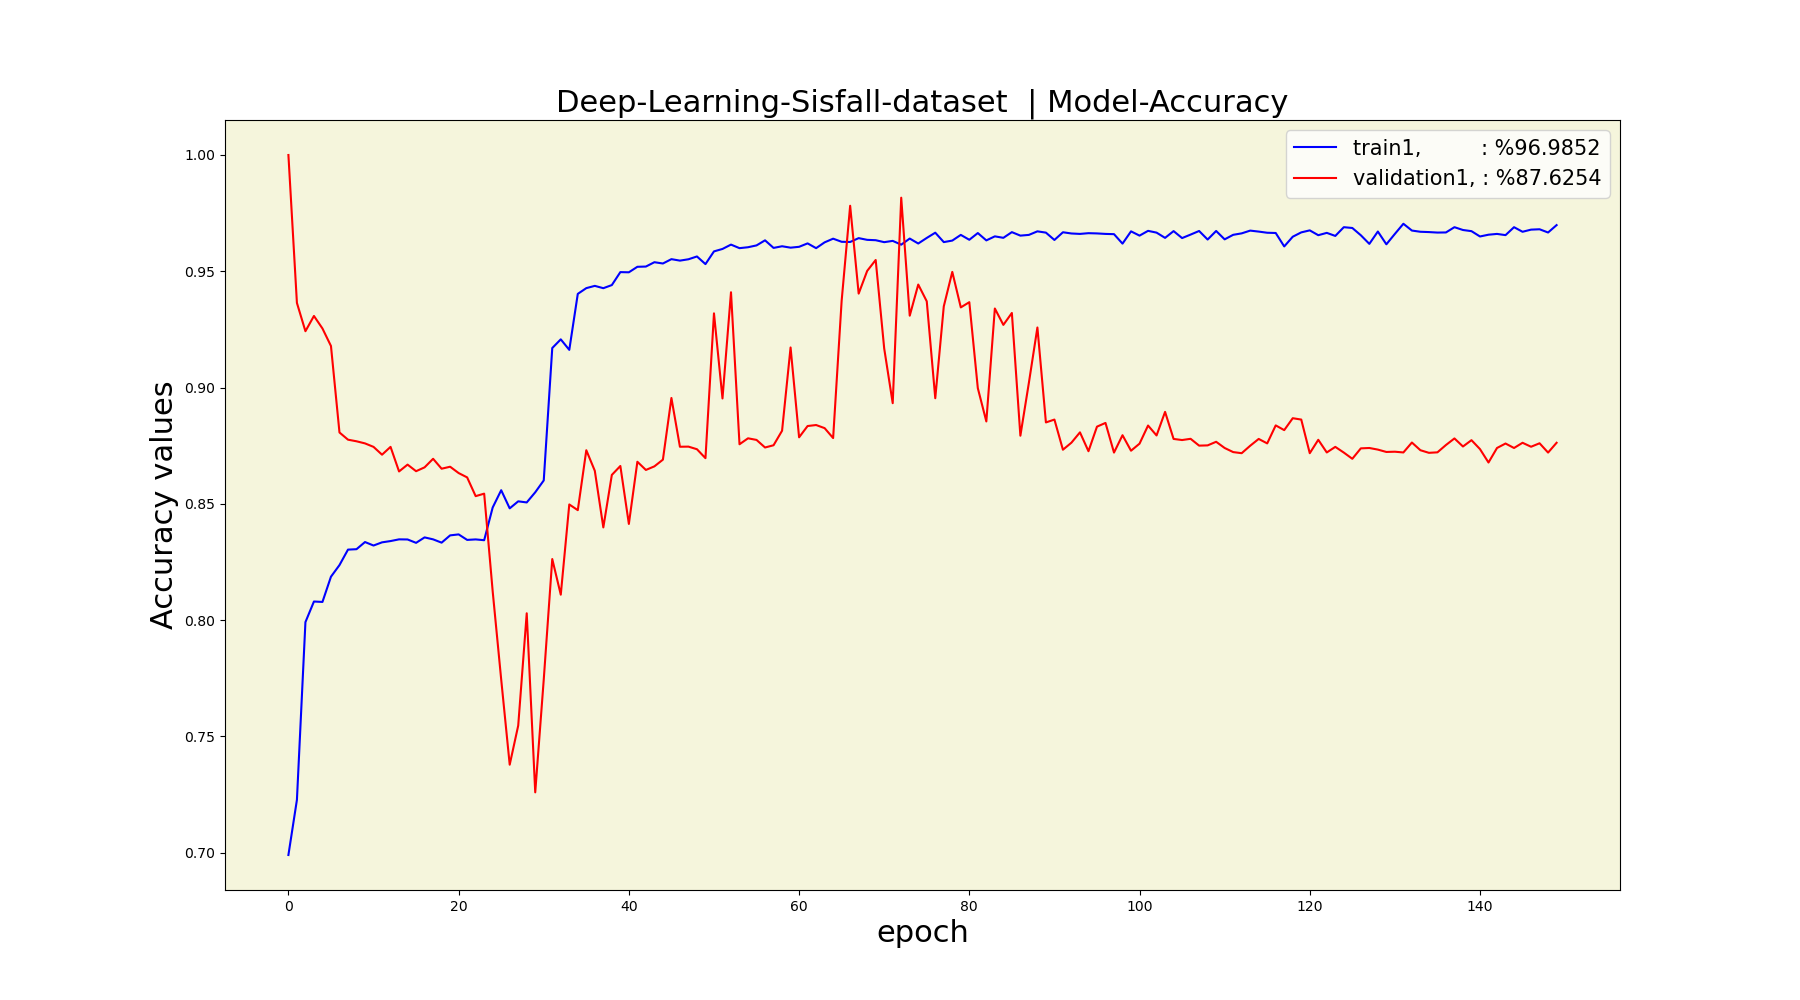 Deep-Learning-Sisfall-dataset  | Model-Accuracy
train1,          : %96.9852
validation1, : %87.6254
Accuracy values
1.00
0.95
0.90
0.85
0.80
0.75
0.70
0 20 40 60 80 100 120 140
epoch